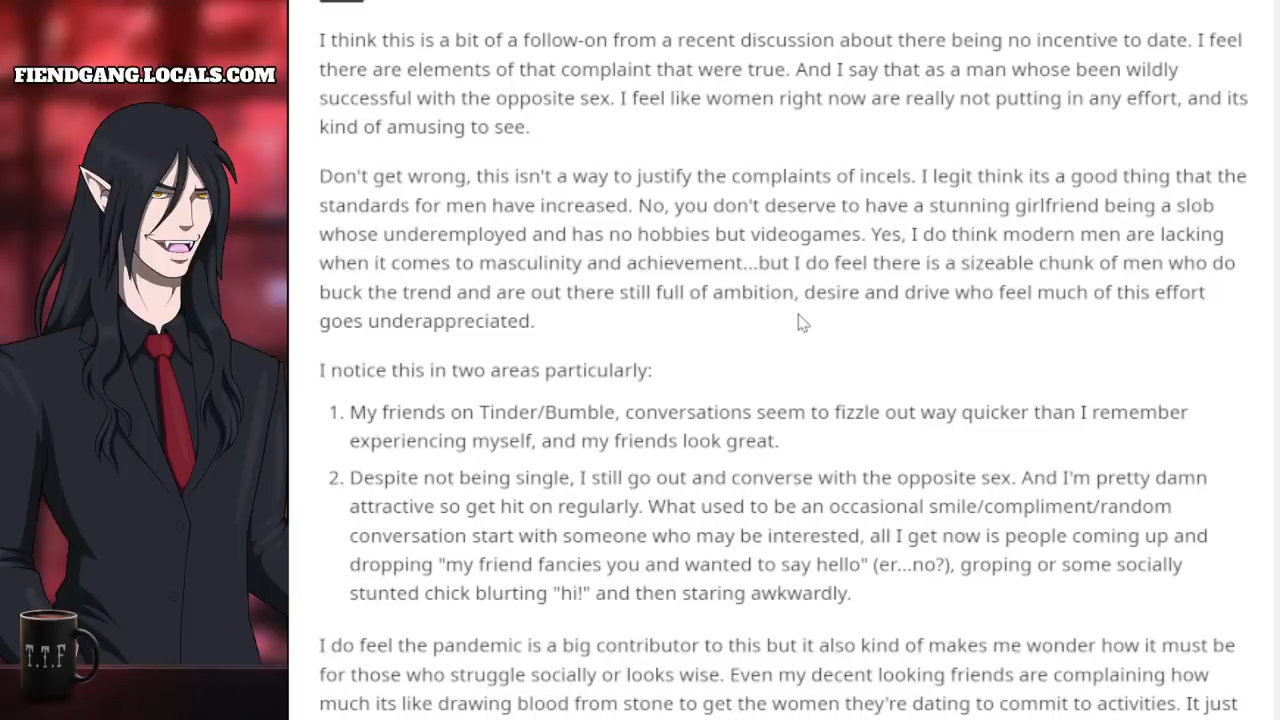 FIENDGANG.LOCALS.COM
T.T.F
I think this is a bit of a follow-on from a recent discussion about there being no incentive to date. I feel
there are elements of that complaint that were true. And I say that as a man whose been wildly
successful with the opposite sex. I feel like women right now are really not putting in any effort, and its
kind of amusing to see.
Don't get wrong, this isn't a way to justify the complaints of incels. I legit think its a good thing that the
standards for men have increased. No, you don't deserve to have a stunning girlfriend being a slob
whose underemployed and has no hobbies but videogames. Yes, I do think modern men are lacking
when it comes to masculinity and achievement...but I do feel there is a sizeable chunk of men who do
buck the trend and are out there still full of ambition, desire and drive who feel much of this effort
goes underappreciated.
I notice this in two areas particularly:
1. My friends on Tinder/Bumble, conversations seem to fizzle out way quicker than I remember
experiencing myself, and my friends look great.
2. Despite not being single, I still go out and converse with the opposite sex. And I'm pretty damn
attractive so get hit on regularly. What used to be an occasional smile/compliment/random
conversation start with someone who may be interested, all I get now is people coming up and
dropping "my friend fancies you and wanted to say hello" (er...no?), groping or some socially
stunted chick blurting "hi!" and then staring awkwardly.
I do feel the pandemic is a big contributor to this but it also kind of makes me wonder how it must be
for those who struggle socially or looks wise. Even my decent looking friends are complaining how
much its like drawing blood from stone to get the women they're dating to commit to activities. It just